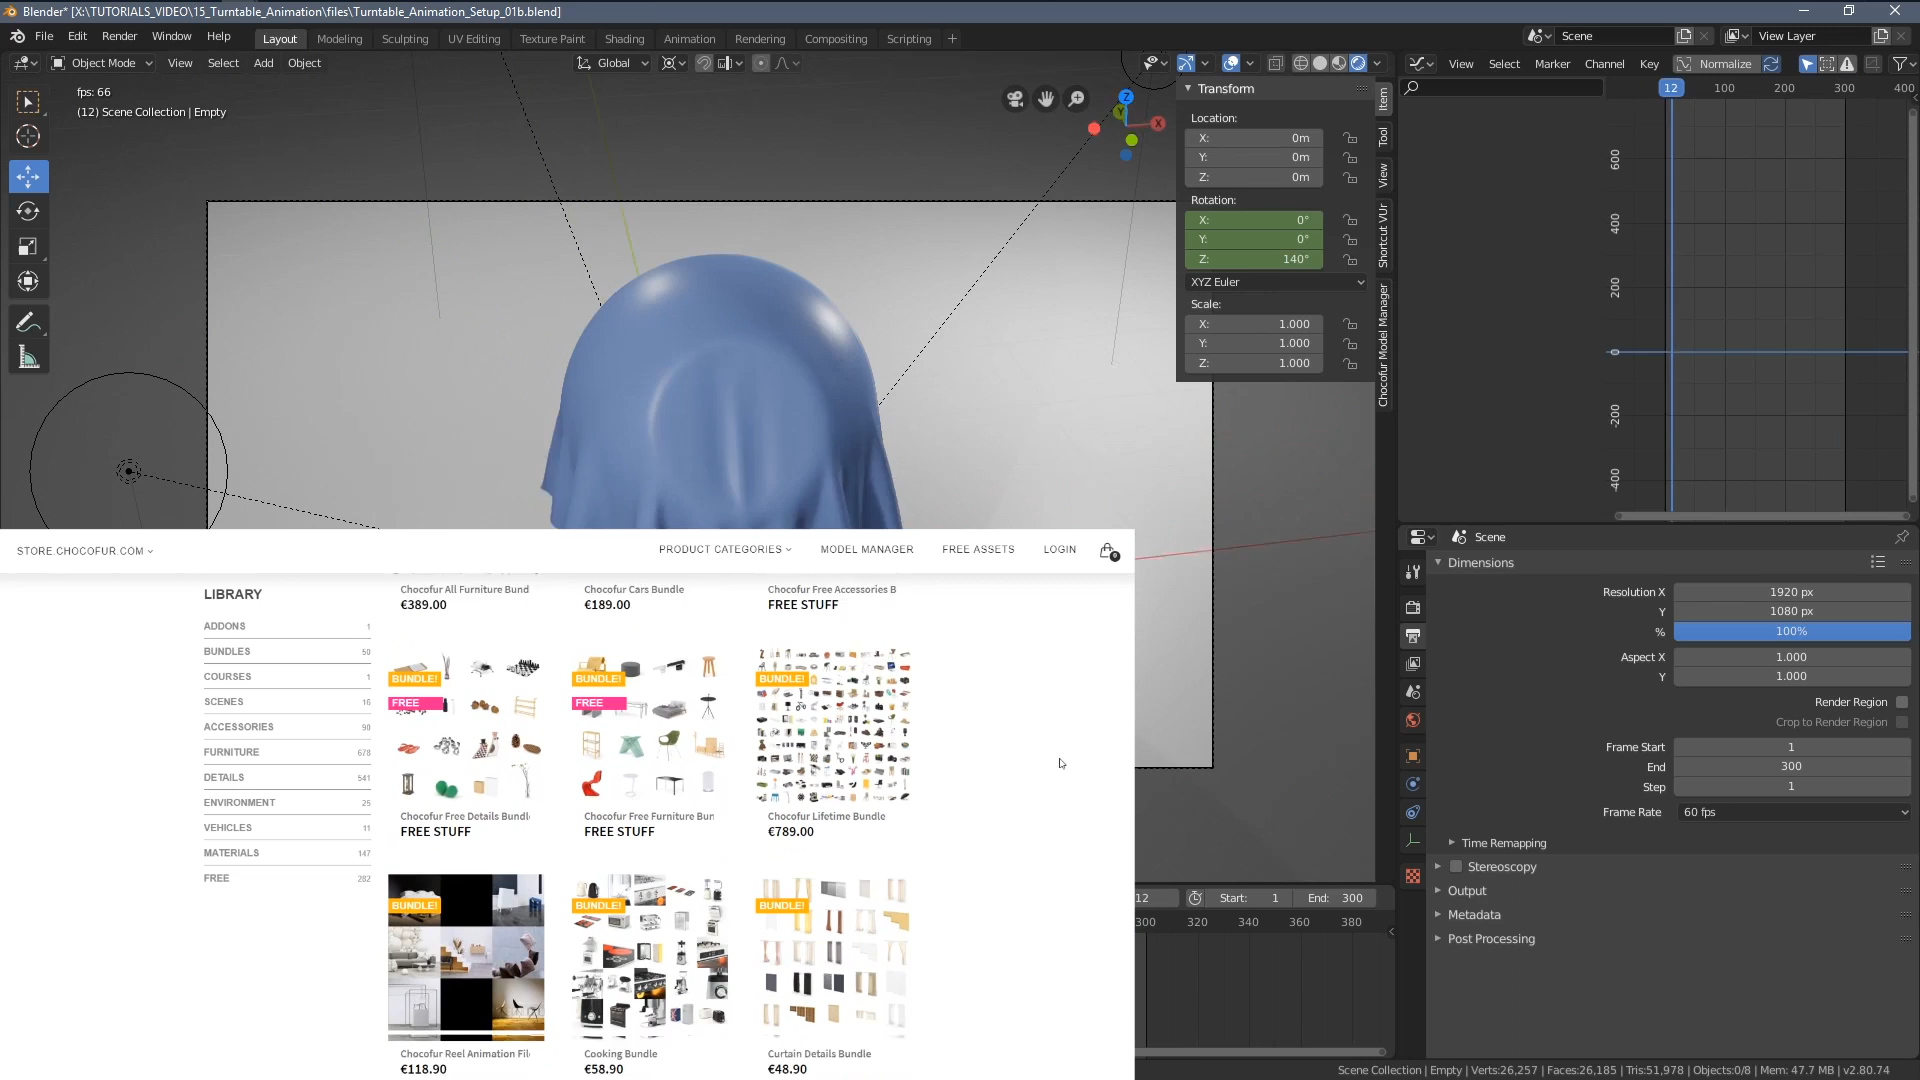 Blender* [X:\TUTORIALS_VIDEO\15_Turntable_Animation\files\Turntable_Animation_Setup_01b.blend]
File Edit Render Window Help Layout Modeling Sculpting UV Editing Texture Paint Shading Animation Rendering Compositing Scripting + Scene View Layer
Object Mode View Select Add Object Global View Select Marker Channel Key Normalize
fps: 66
(12) Scene Collection | Empty
Z
Y
X
Transform
Location:
X: 0m
Y: 0m
Z: 0m
Rotation:
X: 0°
Y: 0°
Z: 140°
XYZ Euler
Scale:
X: 1.000
Y: 1.000
Z: 1.000
Item
Tool
View
Shortcut VUr
Chocofur Model Manager
12 100 200 300 400
600
400
200
0
-200
-400
Scene
Dimensions
Resolution X 1920 px
Y 1080 px
% 100%
Aspect X 1.000
Y 1.000
Render Region
Crop to Render Region
Frame Start 1
End 300
Step 1
Frame Rate 60 fps
Time Remapping
Stereoscopy
Output
Metadata
Post Processing
12 Start: 1 End: 300
300 320 340 360 380
STORE.CHOCOFUR.COM PRODUCT CATEGORIES MODEL MANAGER FREE ASSETS LOGIN 0
LIBRARY
ADDONS 1
BUNDLES 50
COURSES 1
SCENES 16
ACCESSORIES 90
FURNITURE 678
DETAILS 541
ENVIRONMENT 25
VEHICLES 11
MATERIALS 147
FREE 282
Chocofur All Furniture Bund
€389.00
Chocofur Cars Bundle
€189.00
Chocofur Free Accessories B
FREE STUFF
BUNDLE!
FREE
Chocofur Free Details Bundl
FREE STUFF
BUNDLE!
FREE
Chocofur Free Furniture Bun
FREE STUFF
BUNDLE!
Chocofur Lifetime Bundle
€789.00
BUNDLE!
Chocofur Reel Animation Fil
€118.90
BUNDLE!
Cooking Bundle
€58.90
BUNDLE!
Curtain Details Bundle
€48.90
Scene Collection | Empty | Verts:26,257 | Faces:26,185 | Tris:51,978 | Objects:0/8 | Mem: 47.7 MB | v2.80.74